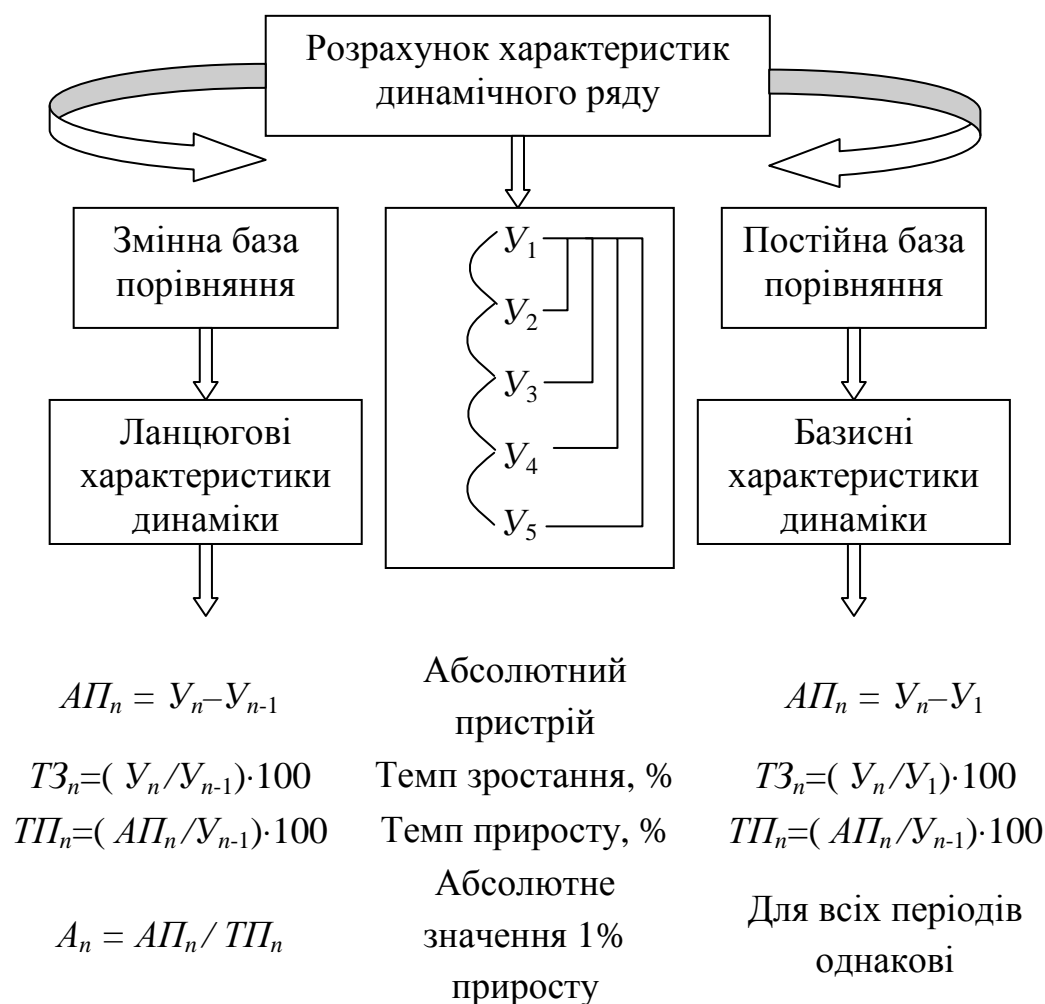 Розрахунок характеристик
динамічного ряду
Змінна база
порівняння
У1
У2
У3
У4
У5
Постійна база
порівняння
Ланцюгові
характеристики
динаміки
Базисні
характеристики
динаміки
АПn = Уn–Уn-1
Абсолютний
пристрій
АПn = Уn–У1
ТЗn=( Уn/Уn-1)·100
Темп зростання, %
ТЗn=( Уn/У1)·100
ТПn=( АПn/Уn-1)·100
Темп приросту, %
ТПn=( АПn/Уn-1)·100
Аn = АПn / ТПn
Абсолютне
значення 1%
приросту
Для всіх періодів
однакові